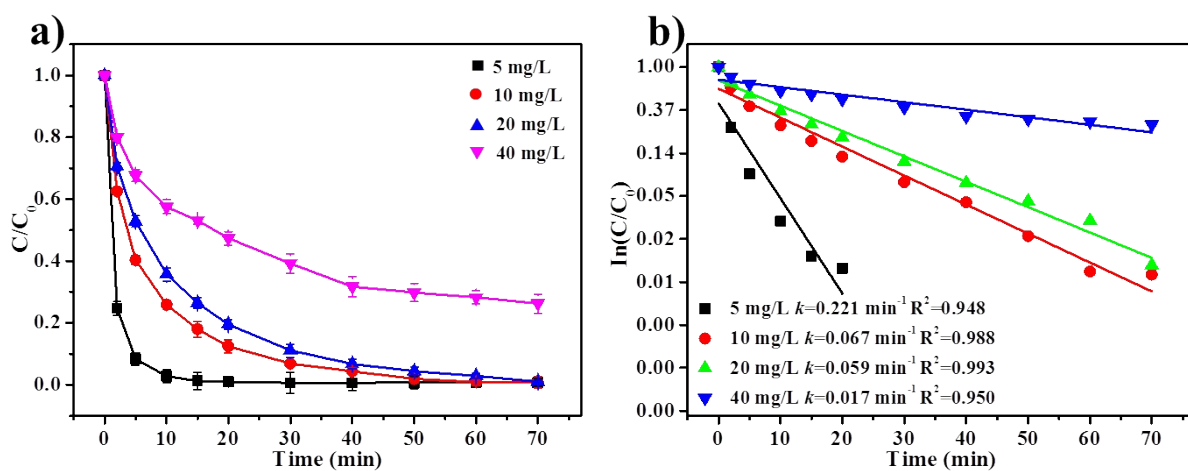 a)
C/C0
1.0
0.8
0.6
0.4
0.2
0.0
5 mg/L
10 mg/L
20 mg/L
40 mg/L
0 10 20 30 40 50 60 70
Time (min)
b)
In(C/C0)
1.00
0.37
0.14
0.05
0.02
0.01
0.00
0.00
0.00
5 mg/L k=0.221 min-1 R2=0.948
10 mg/L k=0.067 min-1 R2=0.988
20 mg/L k=0.059 min-1 R2=0.993
40 mg/L k=0.017 min-1 R2=0.950
0 10 20 30 40 50 60 70
Time (min)